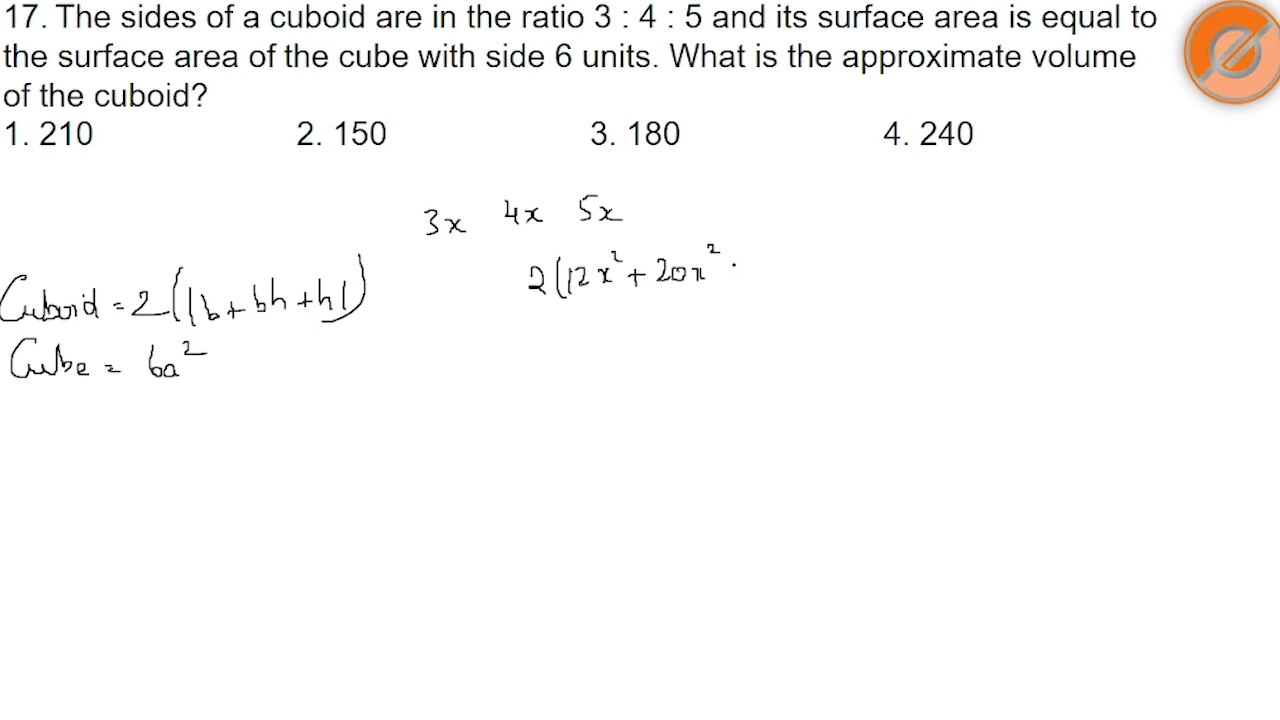 17. The sides of a cuboid are in the ratio 3 : 4 : 5 and its surface area is equal to
the surface area of the cube with side 6 units. What is the approximate volume
of the cuboid?
1. 210 2. 150 3. 180 4. 240
3x 4x 5x
2(12x² + 20x² .
Cuboid = 2(lb + bh + hl)
Cube = 6a²